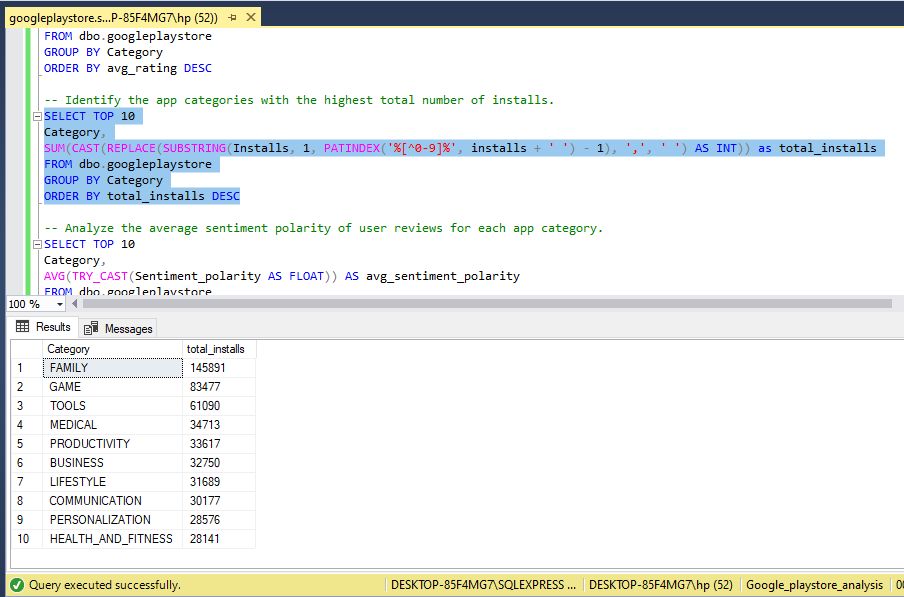 googleplaystore.s...P-85F4MG7\hp (52))
FROM dbo.googleplaystore
GROUP BY Category
ORDER BY avg_rating DESC
-- Identify the app categories with the highest total number of installs.
SELECT TOP 10
Category,
SUM(CAST(REPLACE(SUBSTRING(Installs, 1, PATINDEX('%[^0-9]%', installs + ' ') - 1), ',', ' ') AS INT)) as total_installs
FROM dbo.googleplaystore
GROUP BY Category
ORDER BY total_installs DESC
-- Analyze the average sentiment polarity of user reviews for each app category.
SELECT TOP 10
Category,
AVG(TRY_CAST(Sentiment_polarity AS FLOAT)) AS avg_sentiment_polarity
FROM dbo.googleplaystore
100 %
Results Messages
Category total_installs
1 FAMILY 145891
2 GAME 83477
3 TOOLS 61090
4 MEDICAL 34713
5 PRODUCTIVITY 33617
6 BUSINESS 32750
7 LIFESTYLE 31689
8 COMMUNICATION 30177
9 PERSONALIZATION 28576
10 HEALTH_AND_FITNESS 28141
Query executed successfully. DESKTOP-85F4MG7\SQLEXPRESS ... DESKTOP-85F4MG7\hp (52) Google_playstore_analysis